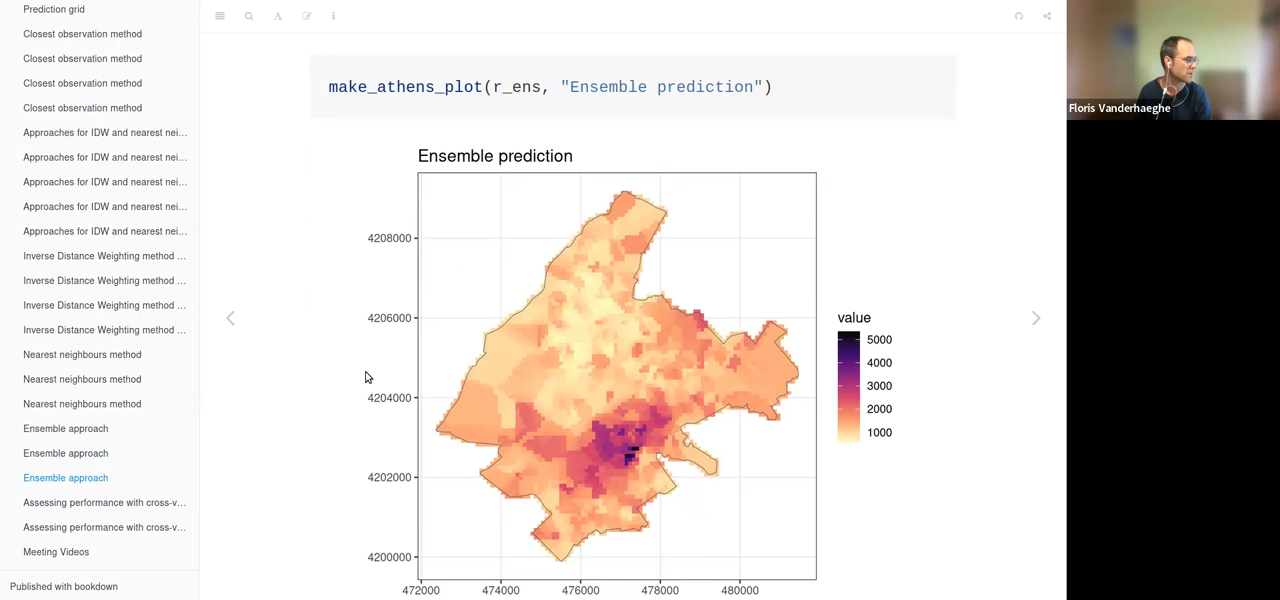 Prediction grid
Closest observation method
Closest observation method
Closest observation method
Closest observation method
Approaches for IDW and nearest nei...
Approaches for IDW and nearest nei...
Approaches for IDW and nearest nei...
Approaches for IDW and nearest nei...
Approaches for IDW and nearest nei...
Inverse Distance Weighting method ...
Inverse Distance Weighting method ...
Inverse Distance Weighting method ...
Inverse Distance Weighting method ...
Nearest neighbours method
Nearest neighbours method
Nearest neighbours method
Ensemble approach
Ensemble approach
Ensemble approach
Assessing performance with cross-v...
Assessing performance with cross-v...
Meeting Videos
Published with bookdown
make_athens_plot(r_ens, "Ensemble prediction")
Ensemble prediction
4208000
4206000
4204000
4202000
4200000
472000 474000 476000 478000 480000
value
5000
4000
3000
2000
1000
Floris Vanderhaeghe